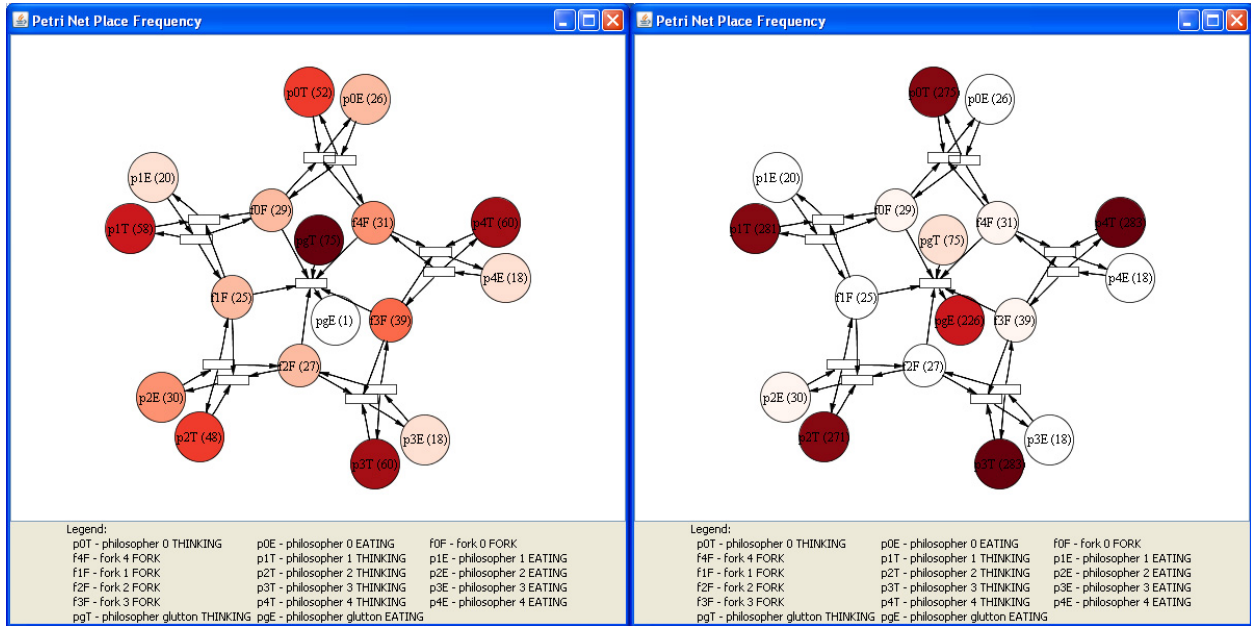 Petri Net Place Frequency
p0T (52)
p0E (26)
p1E (20)
p1T (58)
f0F (29)
f4F (31)
p4T (60)
pgT (75)
p4E (18)
f1F (25)
pgE (1)
f3F (39)
f2F (27)
p2E (30)
p2T (48)
p3E (18)
p3T (60)
Legend:
p0T - philosopher 0 THINKING p0E - philosopher 0 EATING f0F - fork 0 FORK
f4F - fork 4 FORK p1T - philosopher 1 THINKING p1E - philosopher 1 EATING
f1F - fork 1 FORK p2T - philosopher 2 THINKING p2E - philosopher 2 EATING
f2F - fork 2 FORK p3T - philosopher 3 THINKING p3E - philosopher 3 EATING
f3F - fork 3 FORK p4T - philosopher 4 THINKING p4E - philosopher 4 EATING
pgT - philosopher glutton THINKING pgE - philosopher glutton EATING
Petri Net Place Frequency
p0T (275)
p0E (26)
p1E (20)
p1T (281)
f0F (29)
f4F (31)
p4T (283)
pgT (75)
p4E (18)
f1F (25)
pgE (226)
f3F (39)
f2F (27)
p2E (30)
p2T (271)
p3E (18)
p3T (283)
Legend:
p0T - philosopher 0 THINKING p0E - philosopher 0 EATING f0F - fork 0 FORK
f4F - fork 4 FORK p1T - philosopher 1 THINKING p1E - philosopher 1 EATING
f1F - fork 1 FORK p2T - philosopher 2 THINKING p2E - philosopher 2 EATING
f2F - fork 2 FORK p3T - philosopher 3 THINKING p3E - philosopher 3 EATING
f3F - fork 3 FORK p4T - philosopher 4 THINKING p4E - philosopher 4 EATING
pgT - philosopher glutton THINKING pgE - philosopher glutton EATING